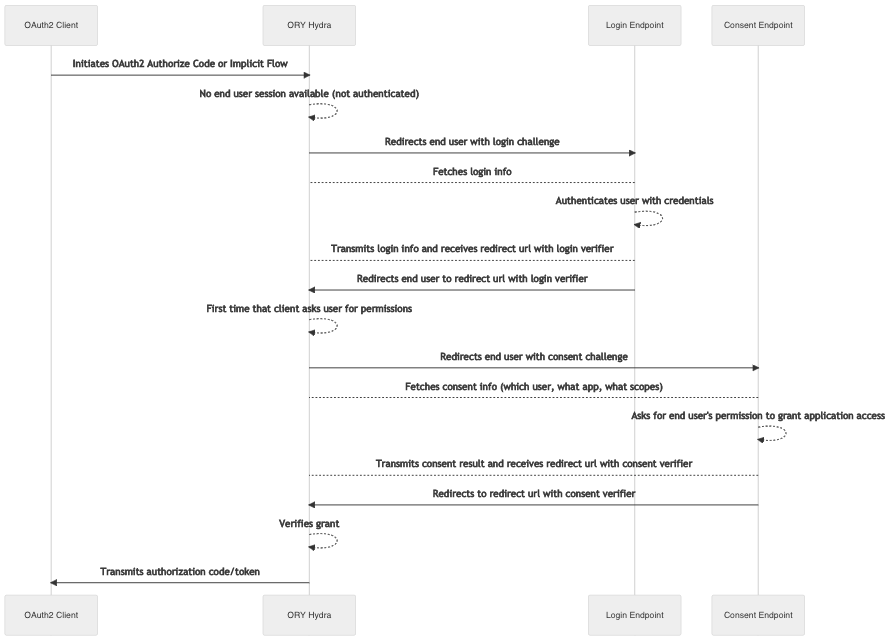 OAuth2 Client
ORY Hydra
Login Endpoint
Consent Endpoint
Initiates OAuth2 Authorize Code or Implicit Flow
No end user session available (not authenticated)
Redirects end user with login challenge
Fetches login info
Authenticates user with credentials
Transmits login info and receives redirect url with login verifier
Redirects end user to redirect url with login verifier
First time that client asks user for permissions
Redirects end user with consent challenge
Fetches consent info (which user, what app, what scopes)
Asks for end user's permission to grant application access
Transmits consent result and receives redirect url with consent verifier
Redirects to redirect url with consent verifier
Verifies grant
Transmits authorization code/token
OAuth2 Client
ORY Hydra
Login Endpoint
Consent Endpoint